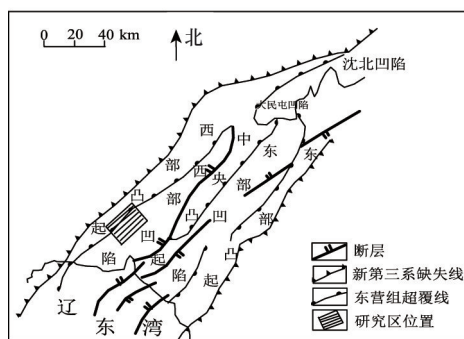 0 20 40 km
北
沈北凹陷
大民屯凹陷
西部凸起
西部凹陷
中央凸起
东部凹陷
东部凸起
辽东湾
断层
新第三系缺失线
东营组超覆线
研究区位置